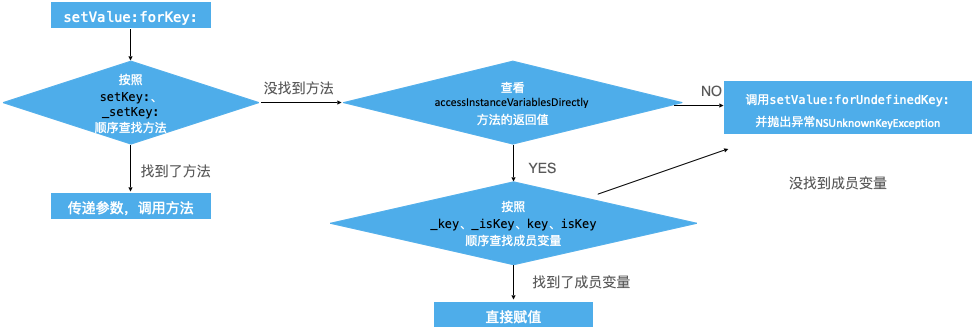 setValue:forKey:
按照
setKey:、
_setKey:
顺序查找方法
没找到方法
查看
accessInstanceVariablesDirectly
方法的返回值
NO
调用setValue:forUndefinedKey:
并抛出异常NSUnknownKeyException
找到了方法
传递参数，调用方法
YES
没找到成员变量
按照
_key、_isKey、key、isKey
顺序查找成员变量
找到了成员变量
直接赋值